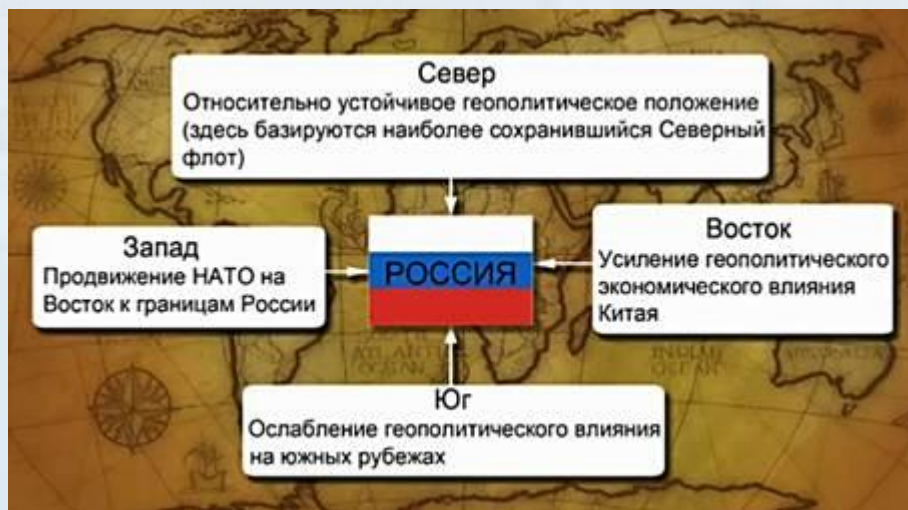 Север
Относительно устойчивое геополитическое положение
(здесь базируются наиболее сохранившийся Северный
флот)
Запад
Продвижение НАТО на
Восток к границам России
РОССИЯ
Восток
Усиление геополитического
экономического влияния
Китая
Юг
Ослабление геополитического влияния
на южных рубежах